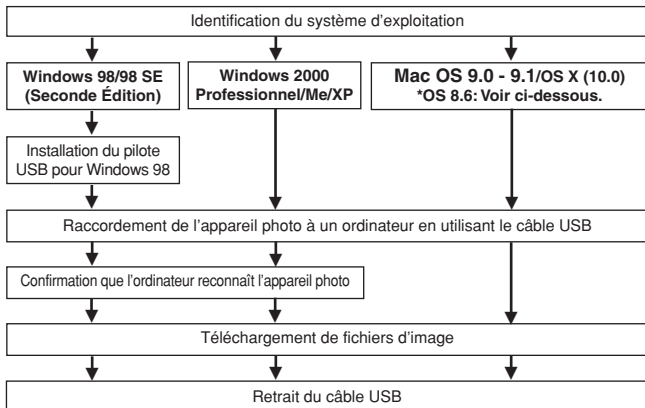 Identification du système d'exploitation
Windows 98/98 SE
(Seconde Édition)
Windows 2000
Professionnel/Me/XP
Mac OS 9.0 - 9.1/OS X (10.0)
*OS 8.6: Voir ci-dessous.
Installation du pilote
USB pour Windows 98
Raccordement de l'appareil photo à un ordinateur en utilisant le câble USB
Confirmation que l'ordinateur reconnaît l'appareil photo
Téléchargement de fichiers d'image
Retrait du câble USB